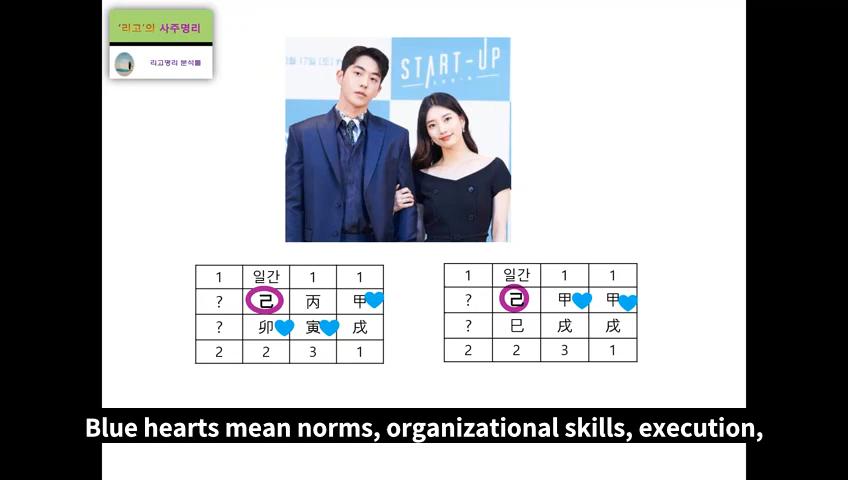 '리고'의 사주명리
리고명리 분석틀
START-UP
1 일간 1 1
? 己 丙 甲
? 卯 寅 戌
2 2 3 1
1 일간 1 1
? 己 甲 甲
? 巳 戌 戌
2 2 3 1
Blue hearts mean norms, organizational skills, execution,